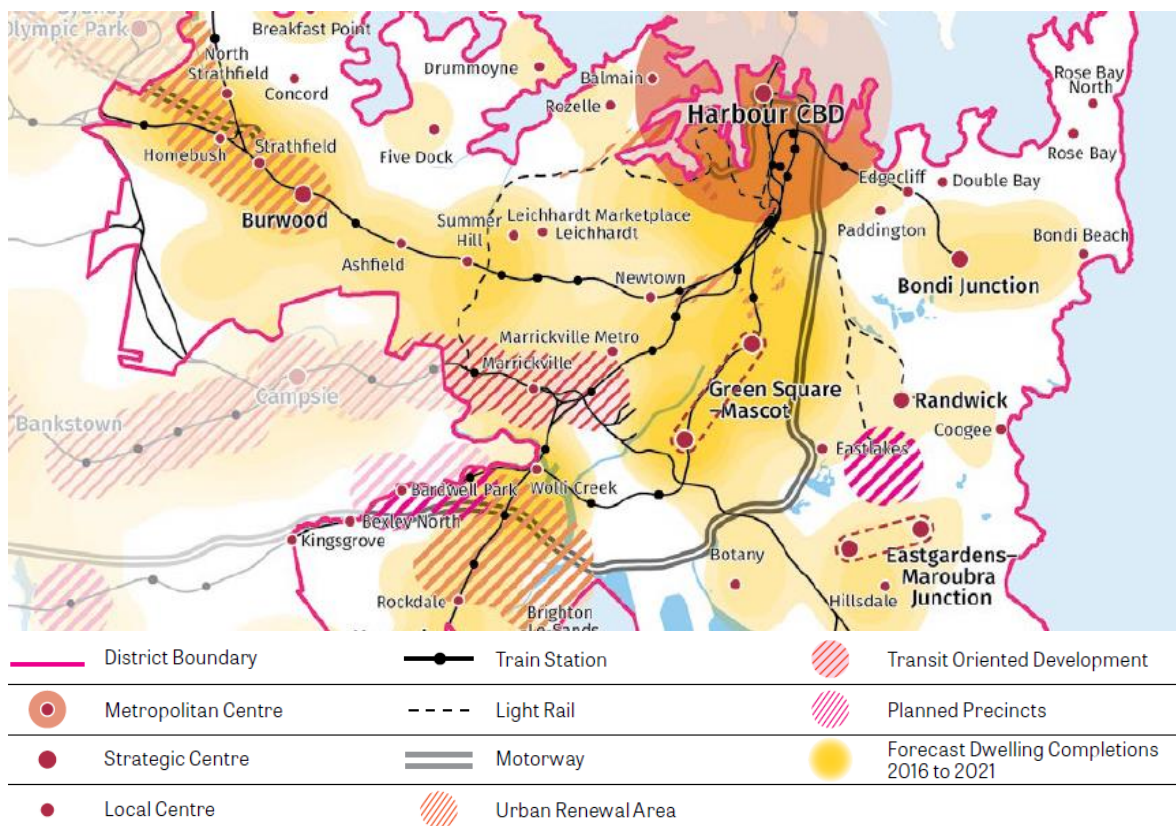 Olympic Park
Breakfast Point
North
Strathfield
Concord
Drummoyne
Balmain
Rozelle
Harbour CBD
Rose Bay
North
Rose Bay
Homebush
Strathfield
Five Dock
Edgecliff
Double Bay
Burwood
Summer
Hill
Leichhardt Marketplace
Leichhardt
Paddington
Bondi Beach
Ashfield
Newtown
Bondi Junction
Marrickville Metro
Marrickville
Campsie
Green Square
–Mascot
Randwick
Bankstown
Coogee
Eastlakes
Bardwell Park
Wolli Creek
Bexley North
Kingsgrove
Botany
Eastgardens–
Maroubra
Junction
Hillsdale
Rockdale
Brighton
Le-Sands
District Boundary
Train Station
Transit Oriented Development
Metropolitan Centre
Light Rail
Planned Precincts
Strategic Centre
Motorway
Forecast Dwelling Completions
2016 to 2021
Local Centre
Urban Renewal Area